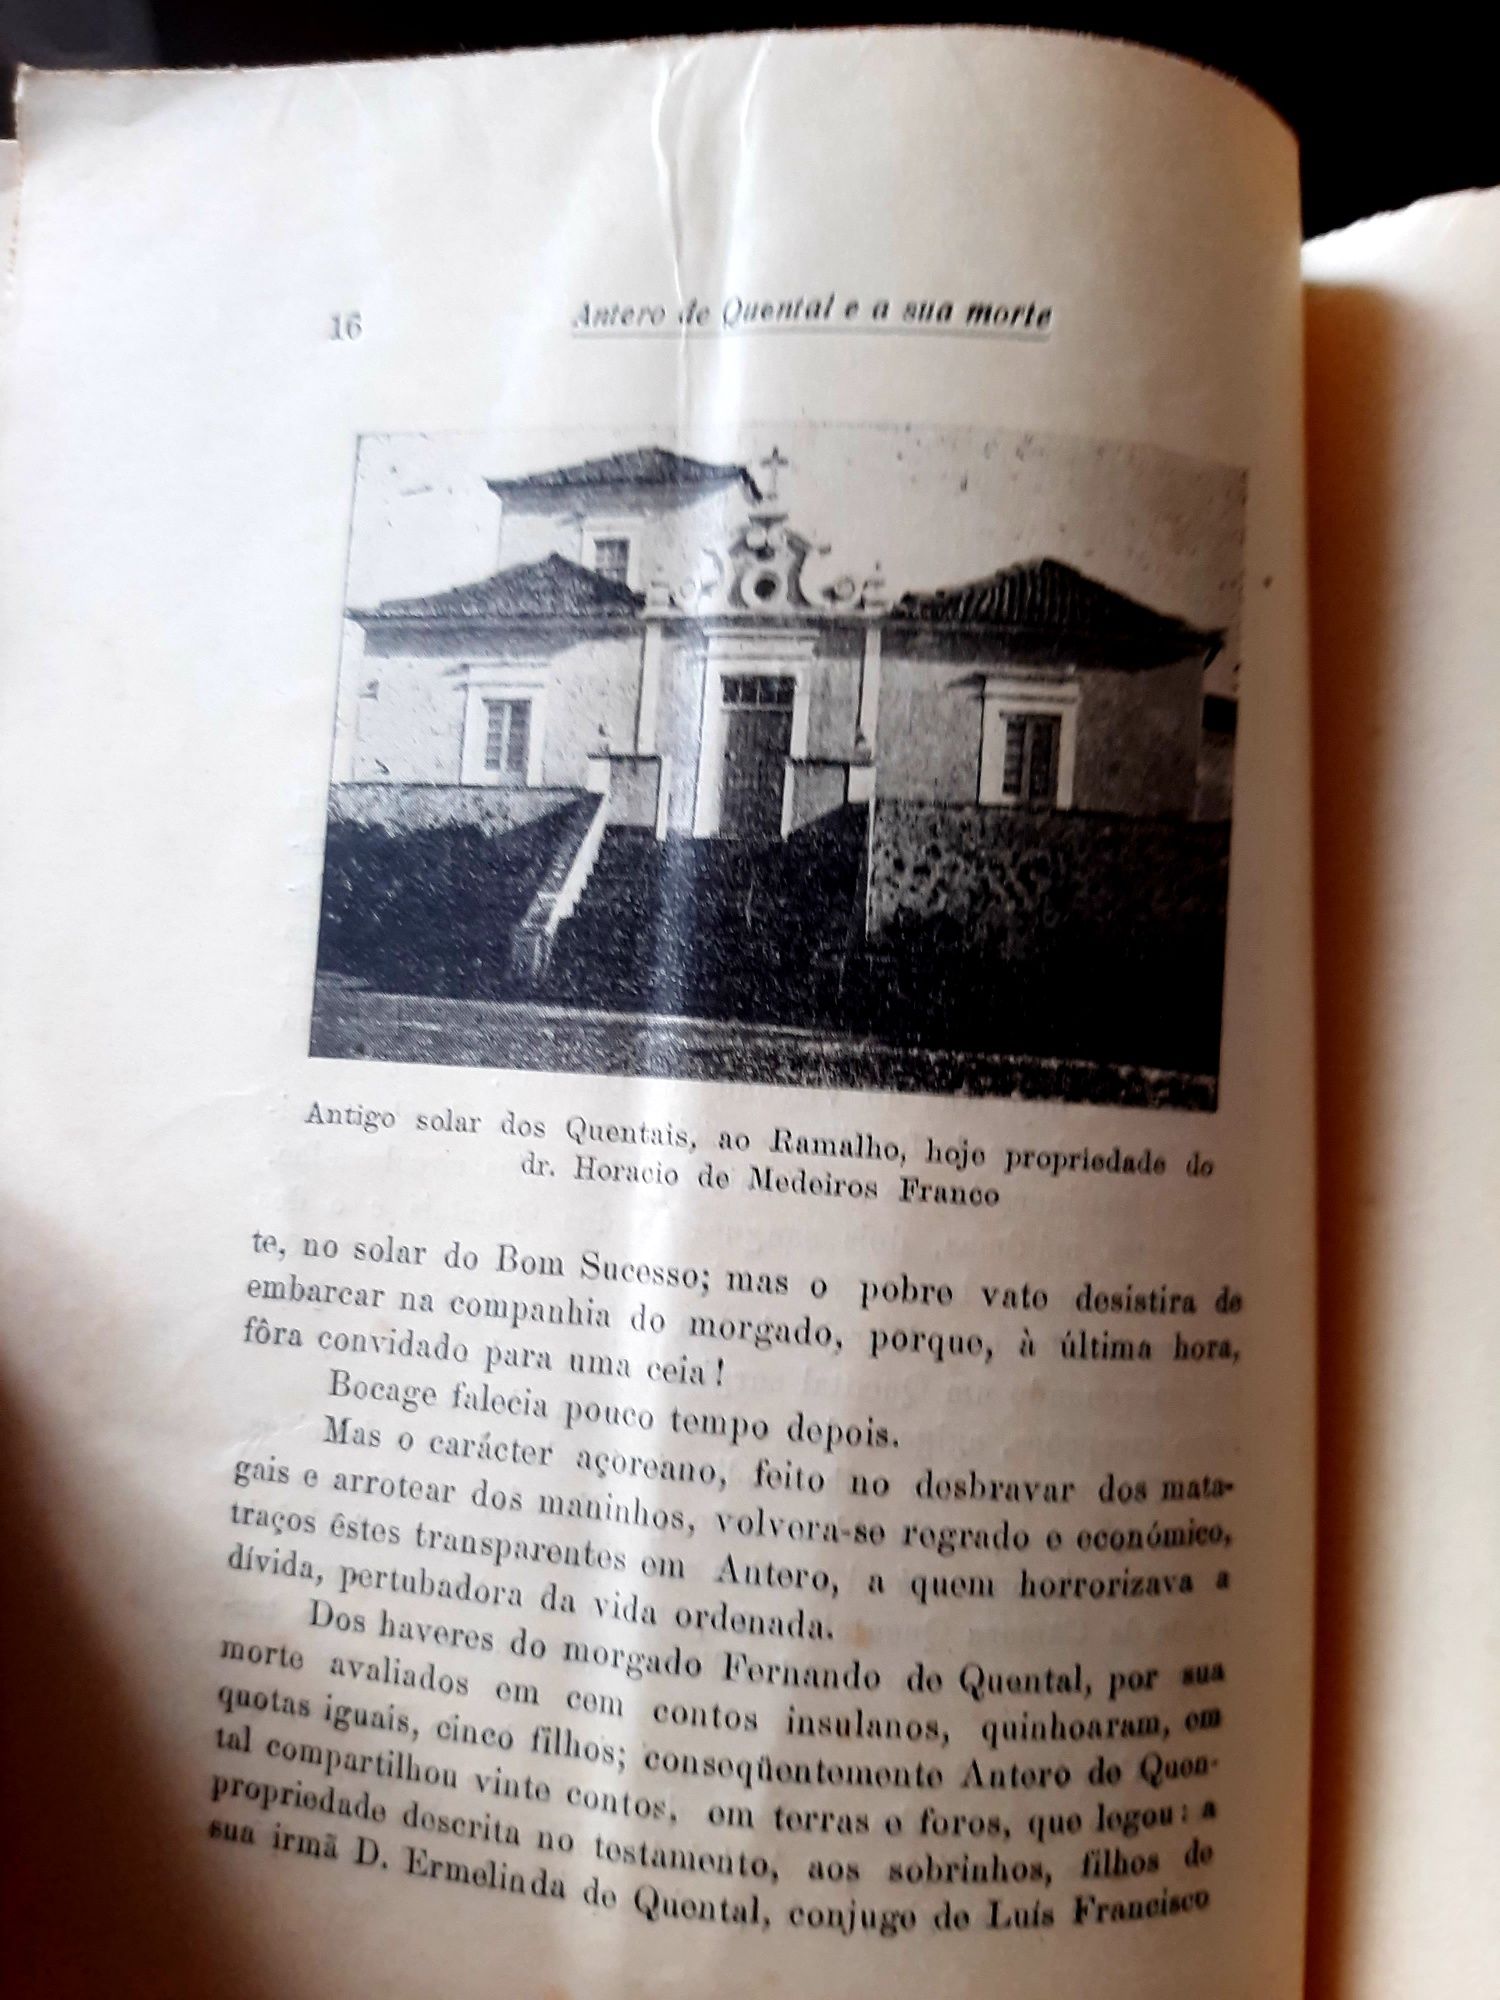 16
Antero de Quental e a sua morte
Antigo solar dos Quentais, ao Ramalho, hoje propriedade do
dr. Horacio de Medeiros Franco
te, no solar do Bom Sucesso; mas o pobre vate desistira de
embarcar na companhia do morgado, porque, à última hora,
fôra convidado para uma ceia!
Bocage falecia pouco tempo depois.
Mas o carácter açoreano, feito no desbravar dos mata-
gais e arrotear dos maninhos, volvera-se regrado e económico,
traços êstes transparentes em Antero, a quem horrorizava a
dívida, pertubadora da vida ordenada.
Dos haveres do morgado Fernando de Quental, por sua
morte avaliados em cem contos insulanos, quinhoaram, em
quotas iguais, cinco filhos; conseqüentemente Antero de Quen-
tal compartilhou vinte contos, em terras e foros, que legou: a
propriedade descrita no testamento, aos sobrinhos, filhos de
sua irmã D. Ermelinda de Quental, conjuge de Luís Francisco